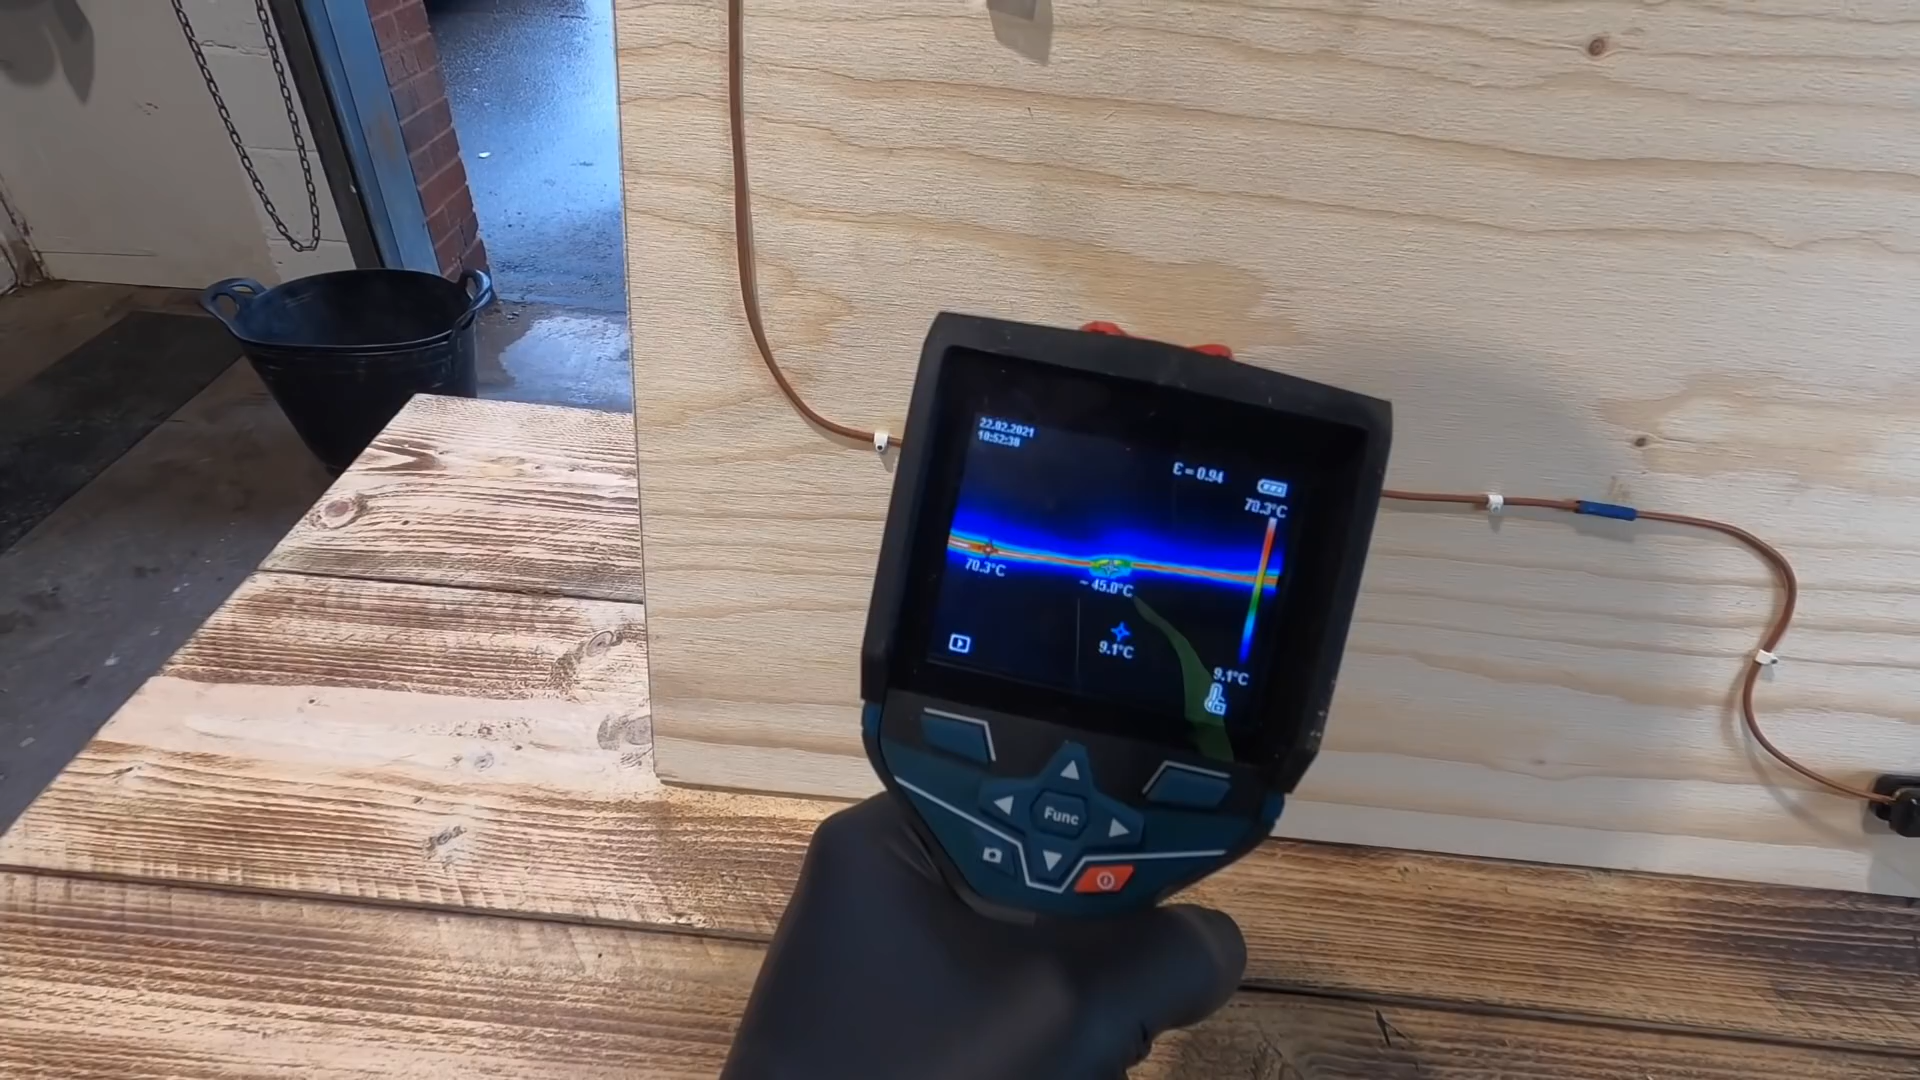 22.02.2021
10:52:38
ε = 0.94
70.3°C
70.3°C
~ 45.0°C
9.1°C
9.1°C
Func